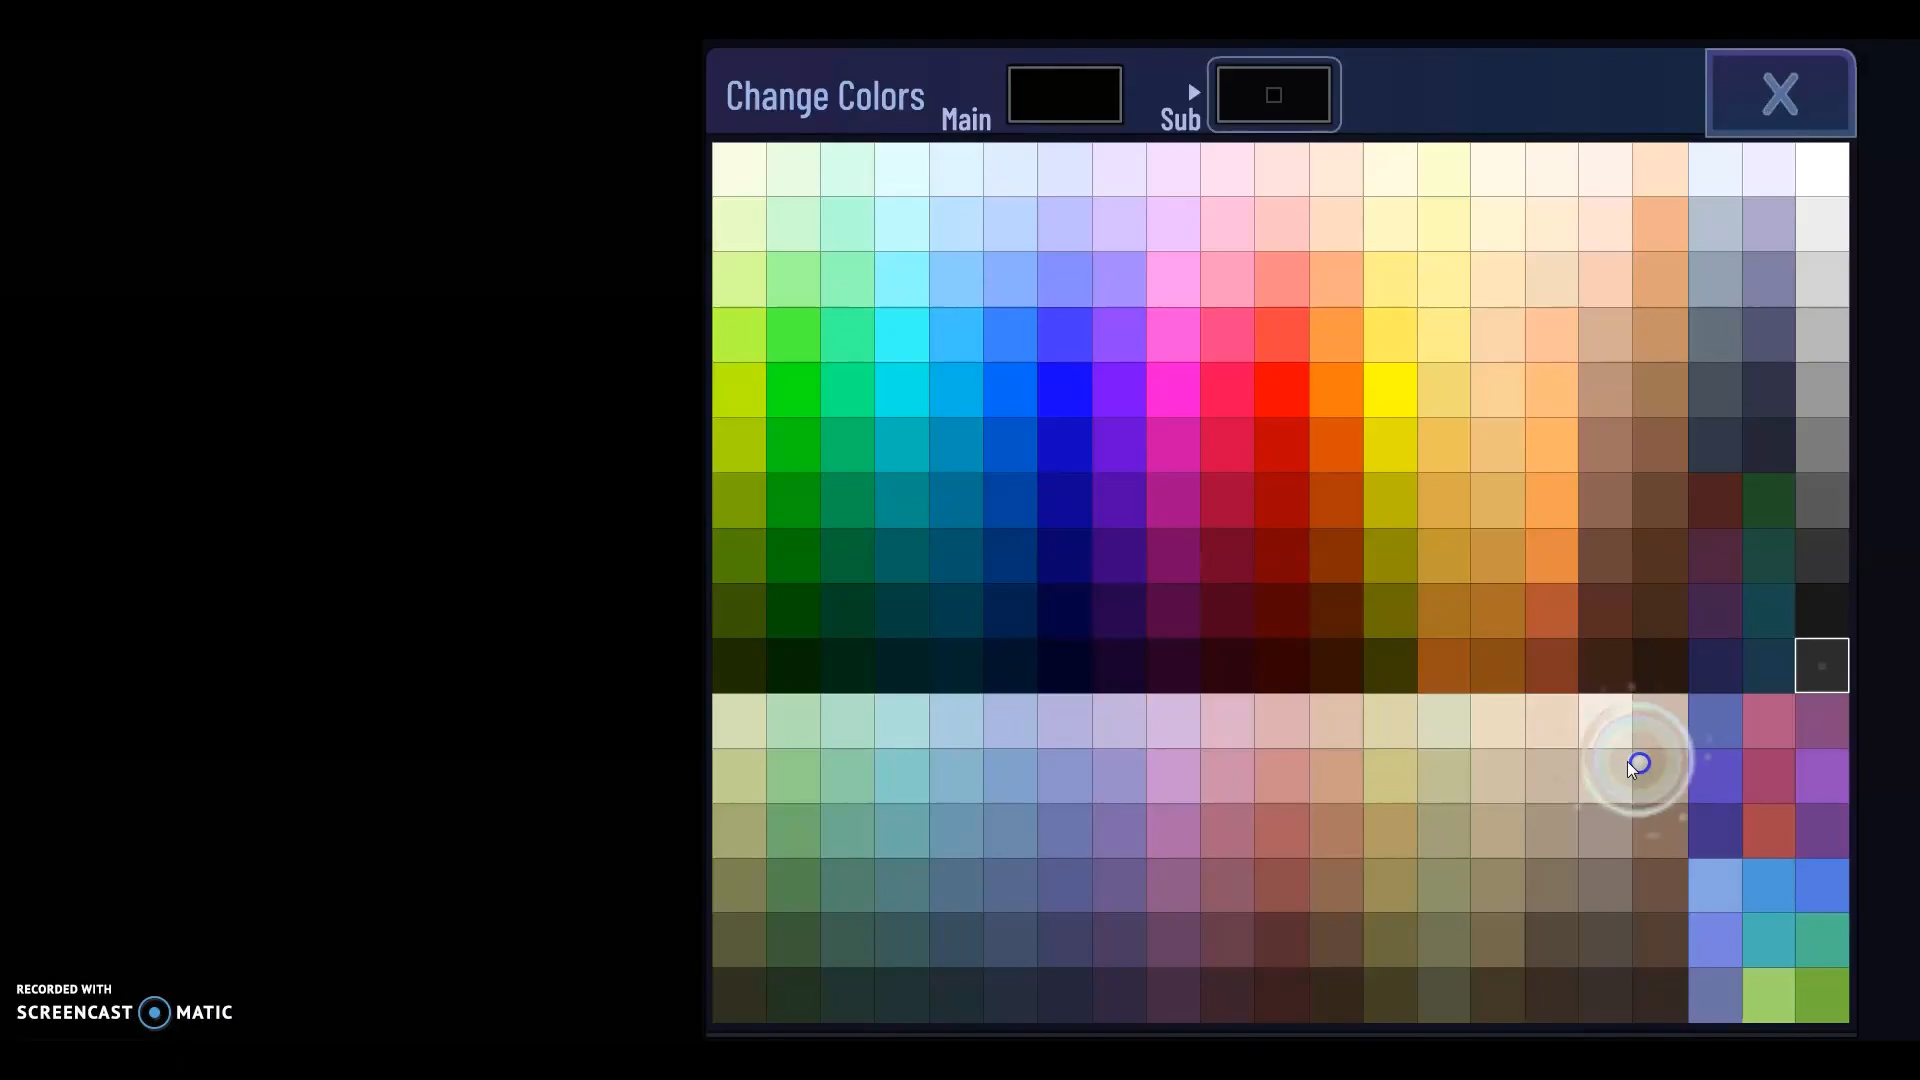 Change Colors
Main
Sub
X
RECORDED WITH
SCREENCAST MATIC